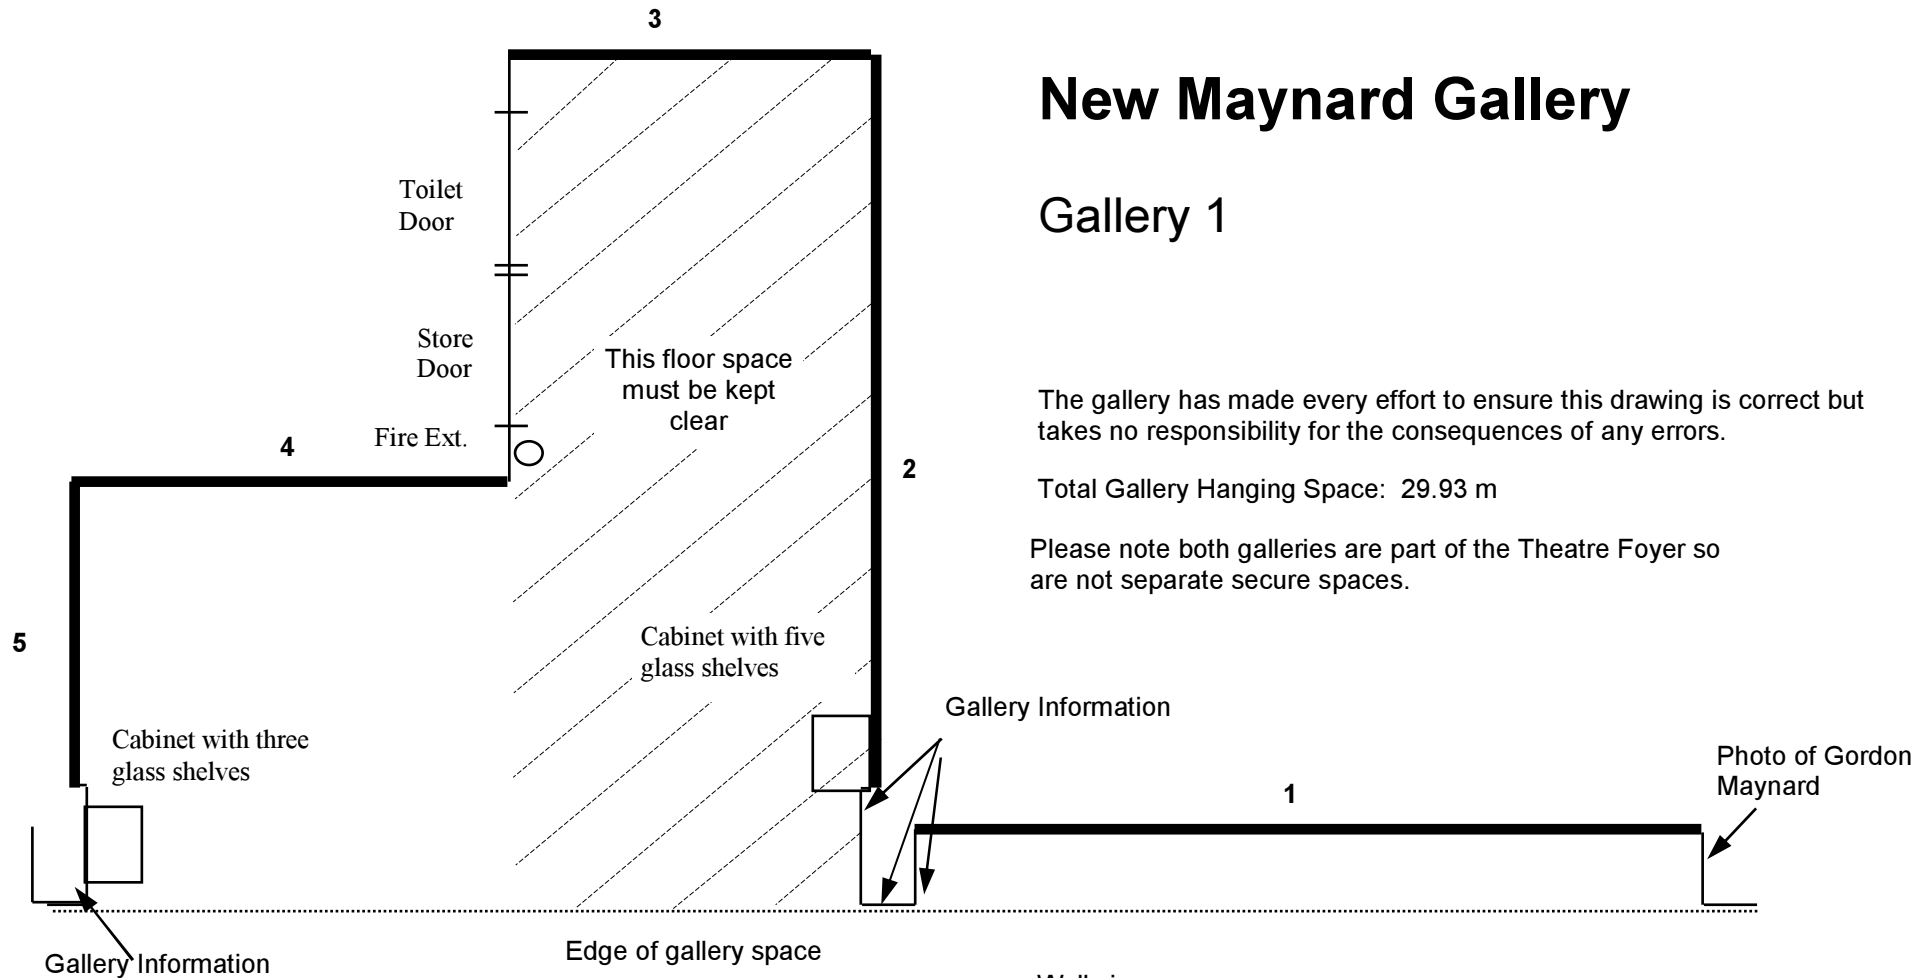 3
New Maynard Gallery
Gallery 1
Toilet
Door
Store
Door
Fire Ext.
This floor space
must be kept
clear
4
2
The gallery has made every effort to ensure this drawing is correct but
takes no responsibility for the consequences of any errors.
Total Gallery Hanging Space: 29.93 m
Please note both galleries are part of the Theatre Foyer so
are not separate secure spaces.
5
Cabinet with five
glass shelves
Gallery Information
Cabinet with three
glass shelves
1
Photo of Gordon
Maynard
Edge of gallery space
Gallery Information